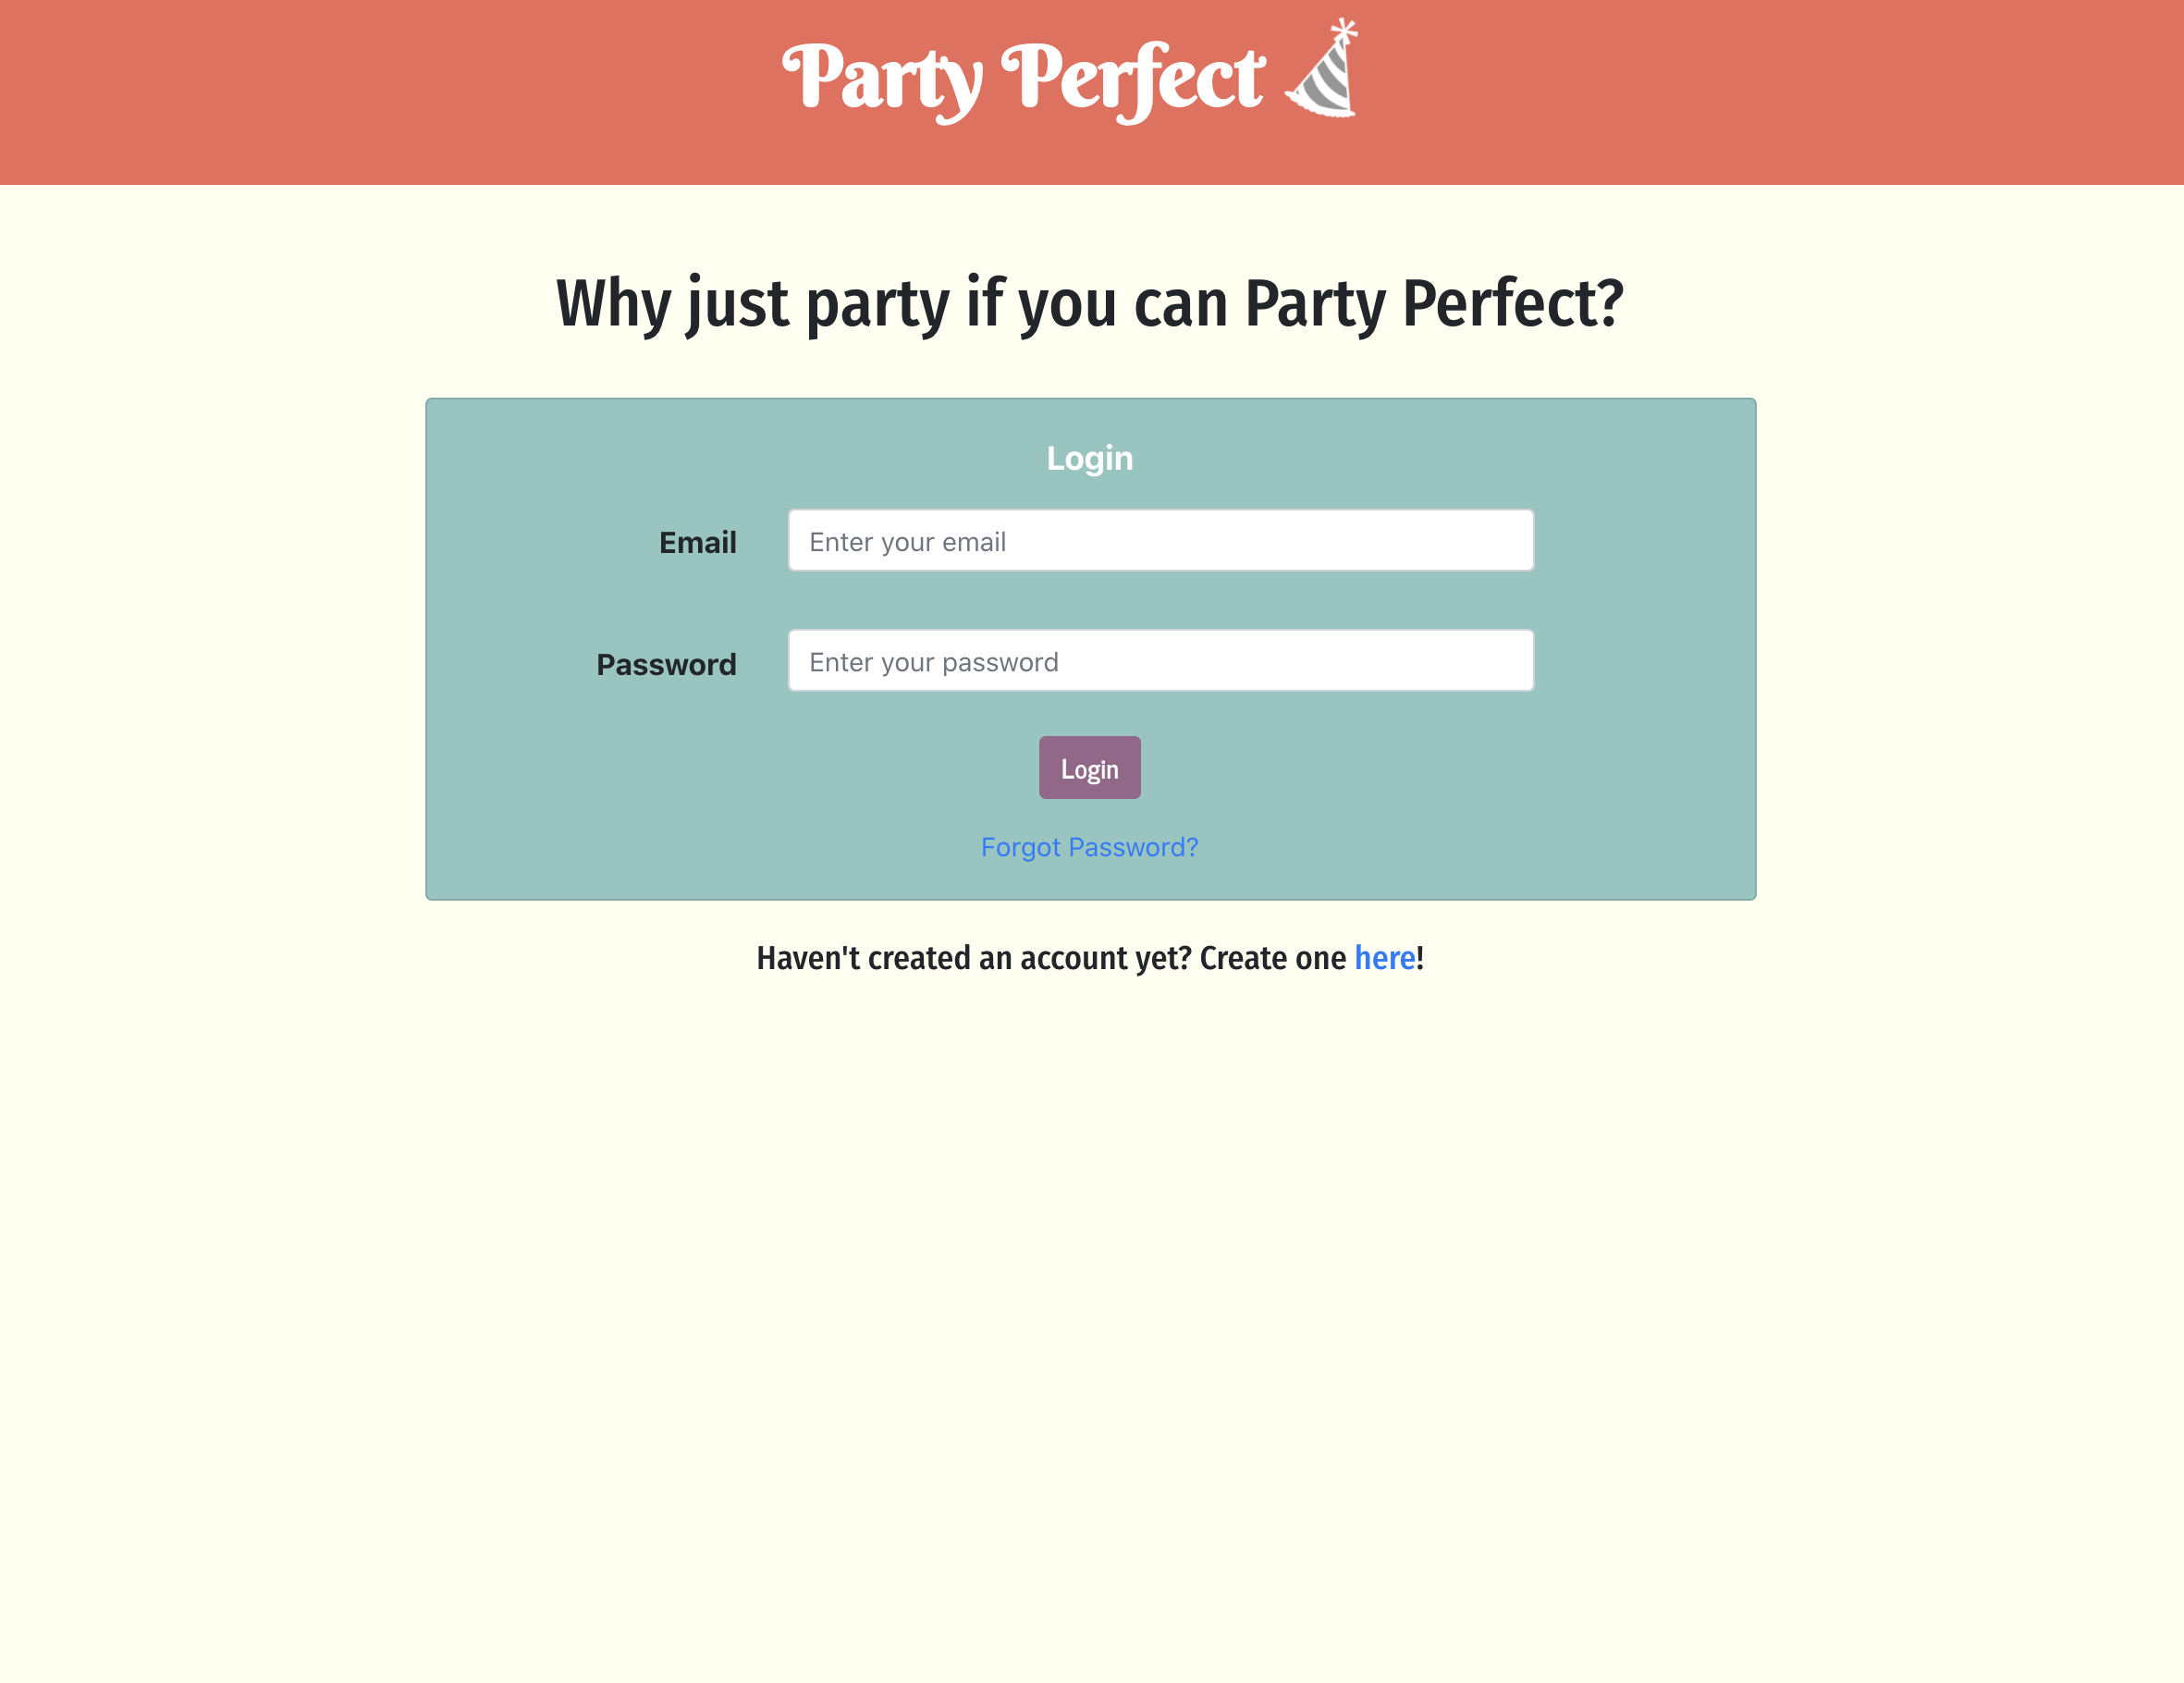 Party Perfect
Why just party if you can Party Perfect?
Login
Email
Enter your email
Password
Enter your password
Login
Forgot Password?
Haven't created an account yet? Create one here!